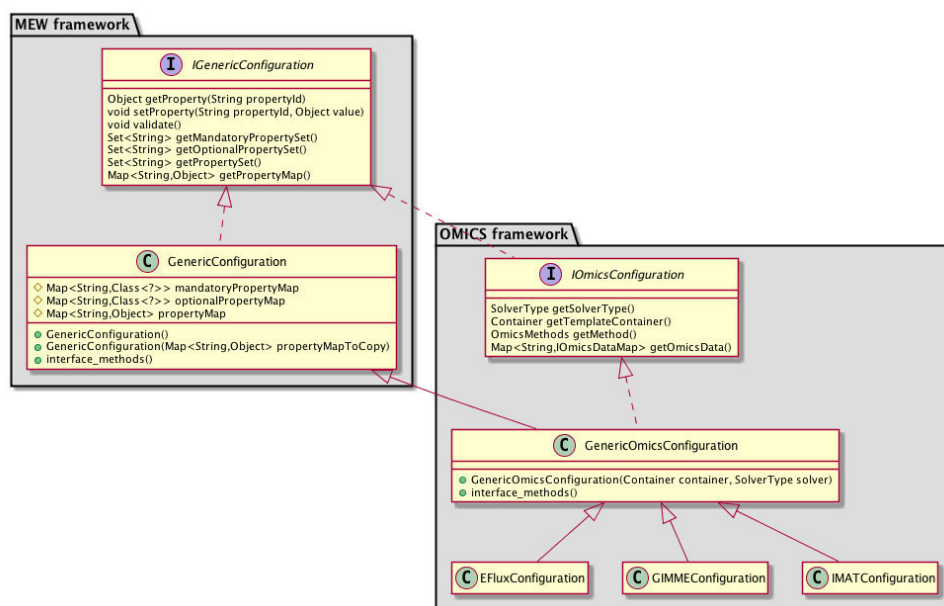 MEW framework
I IGenericConfiguration
Object getProperty(String propertyId)
void setProperty(String propertyId, Object value)
void validate()
Set<String> getMandatoryPropertySet()
Set<String> getOptionalPropertySet()
Set<String> getPropertySet()
Map<String,Object> getPropertyMap()
C GenericConfiguration
Map<String,Class<?>> mandatoryPropertyMap
Map<String,Class<?>> optionalPropertyMap
Map<String,Object> propertyMap
GenericConfiguration()
GenericConfiguration(Map<String,Object> propertyMapToCopy)
interface_methods()
OMICS framework
I IOmicsConfiguration
SolverType getSolverType()
Container getTemplateContainer()
OmicsMethods getMethod()
Map<String,IOmicsDataMap> getOmicsData()
C GenericOmicsConfiguration
GenericOmicsConfiguration(Container container, SolverType solver)
interface_methods()
C EFluxConfiguration
C GIMMEConfiguration
C IMATConfiguration